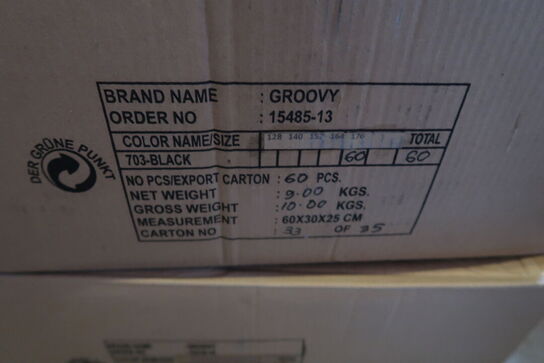 DER GRÜNE PUNKT
BRAND NAME : GROOVY
ORDER NO : 15485-13
COLOR NAME/SIZE 128 140 152 164 176 TOTAL
703-BLACK 60 60
NO PCS/EXPORT CARTON : 60 PCS.
NET WEIGHT : 9.00 KGS.
GROSS WEIGHT : 10.00 KGS.
MEASUREMENT : 60X30X25 CM
CARTON NO : 33 OF 35